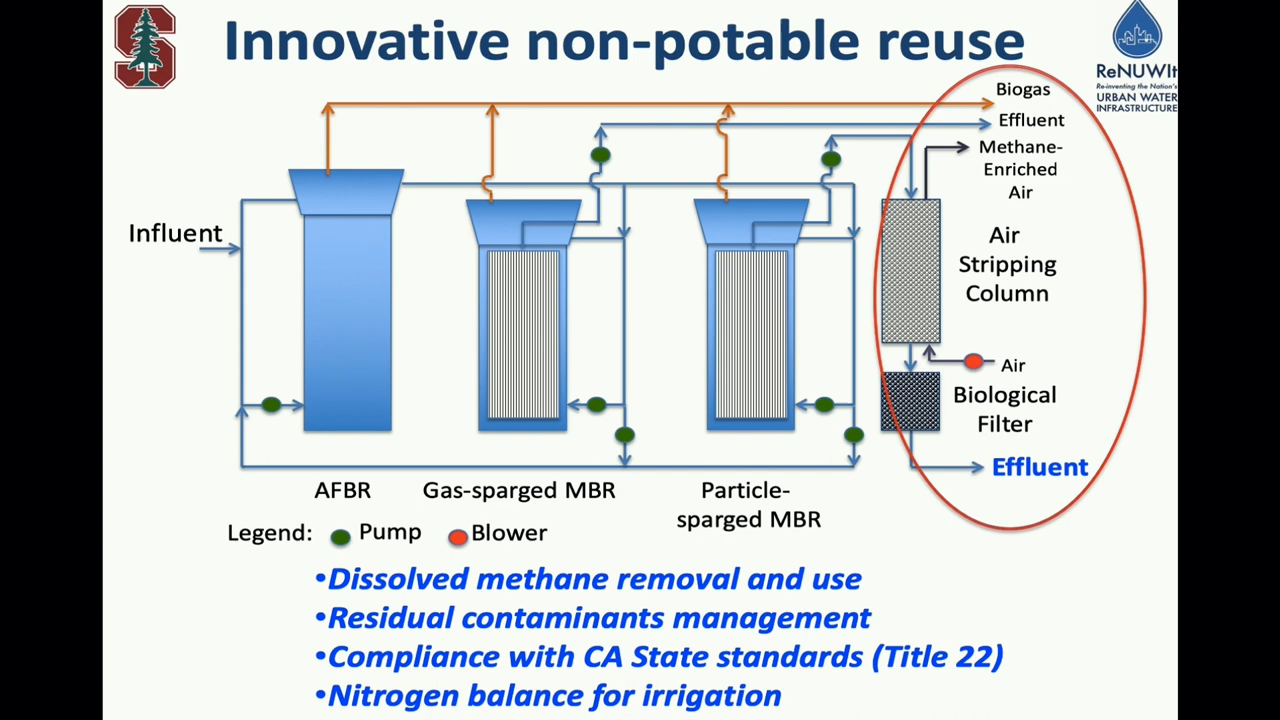 Innovative non-potable reuse
ReNUWIt
Re-inventing the Nation's
URBAN WATER
INFRASTRUCTURE
Biogas
Effluent
Methane-
Enriched
Air
Influent
Air
Stripping
Column
Air
Biological
Filter
Effluent
AFBR
Gas-sparged MBR
Particle-
sparged MBR
Legend:
Pump
Blower
•Dissolved methane removal and use
•Residual contaminants management
•Compliance with CA State standards (Title 22)
•Nitrogen balance for irrigation